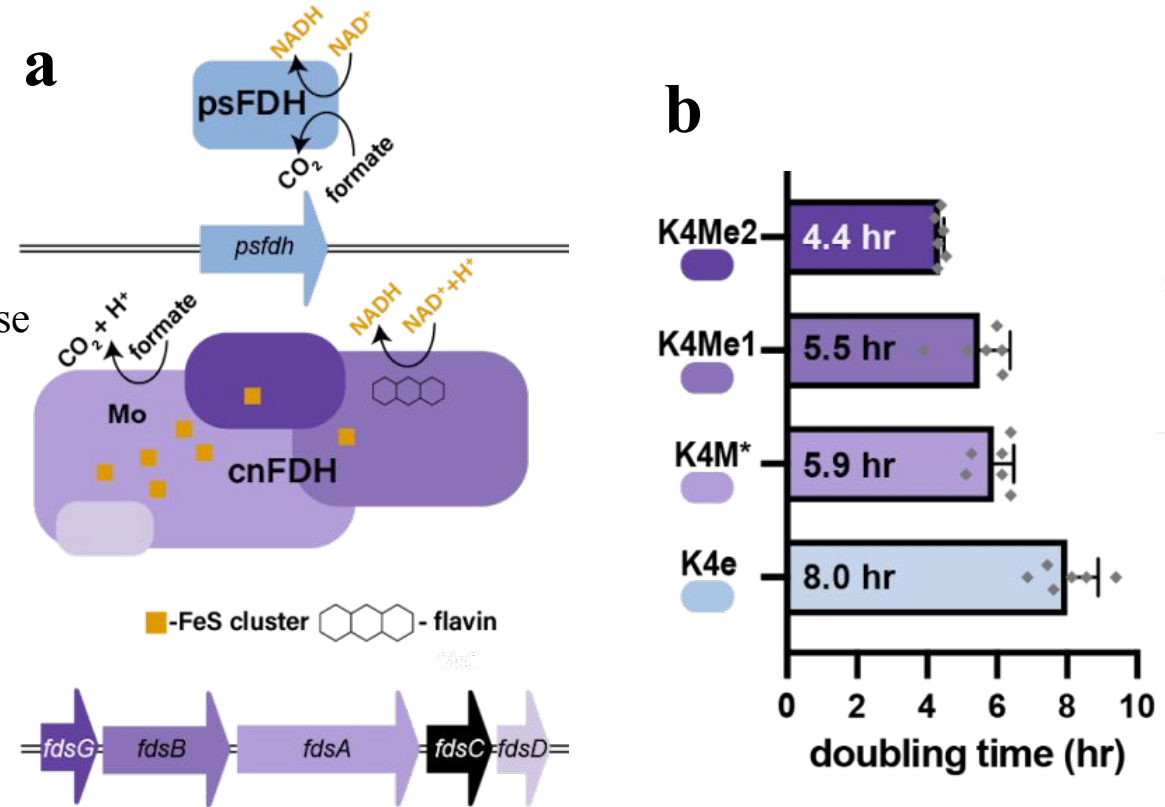 a
NADH
NAD⁺
psFDH
CO₂
formate
psfdh
se
CO₂ + H⁺
formate
NADH
NAD⁺+H⁺
Mo
cnFDH
-FeS cluster
- flavin
fdsG
fdsB
fdsA
fdsC
fdsD
b
K4Me2
4.4 hr
K4Me1
5.5 hr
K4M*
5.9 hr
K4e
8.0 hr
0 2 4 6 8 10
doubling time (hr)